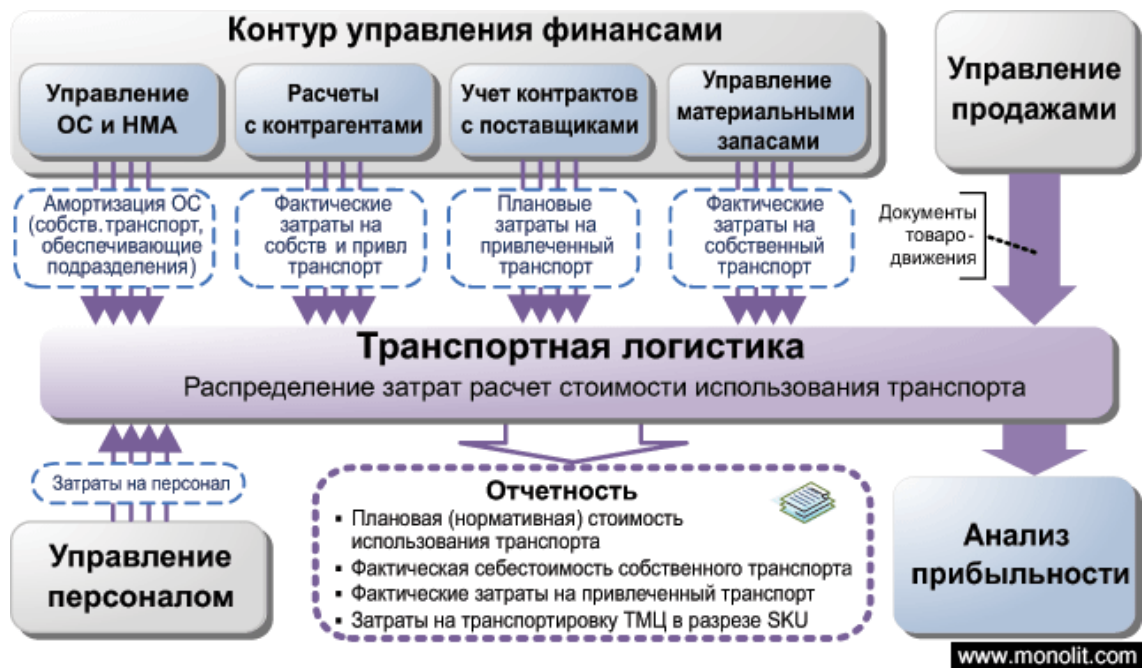 Контур управления финансами
Управление
ОС и НМА
Расчеты
с контрагентами
Учет контрактов
с поставщиками
Управление
материальными
запасами
Управление
продажами
Амортизация ОС
(собств. транспорт,
обеспечивающие
подразделения)
Фактические
затраты на
собств и привл
транспорт
Плановые
затраты на
привлеченный
транспорт
Фактические
затраты на
собственный
транспорт
Документы
товаро-
движения
Транспортная логистика
Распределение затрат расчет стоимости использования транспорта
Затраты на персонал
Управление
персоналом
Отчетность
▪ Плановая (нормативная) стоимость
использования транспорта
▪ Фактическая себестоимость собственного транспорта
▪ Фактические затраты на привлеченный транспорт
▪ Затраты на транспортировку ТМЦ в разрезе SKU
Анализ
прибыльности
www.monolit.com